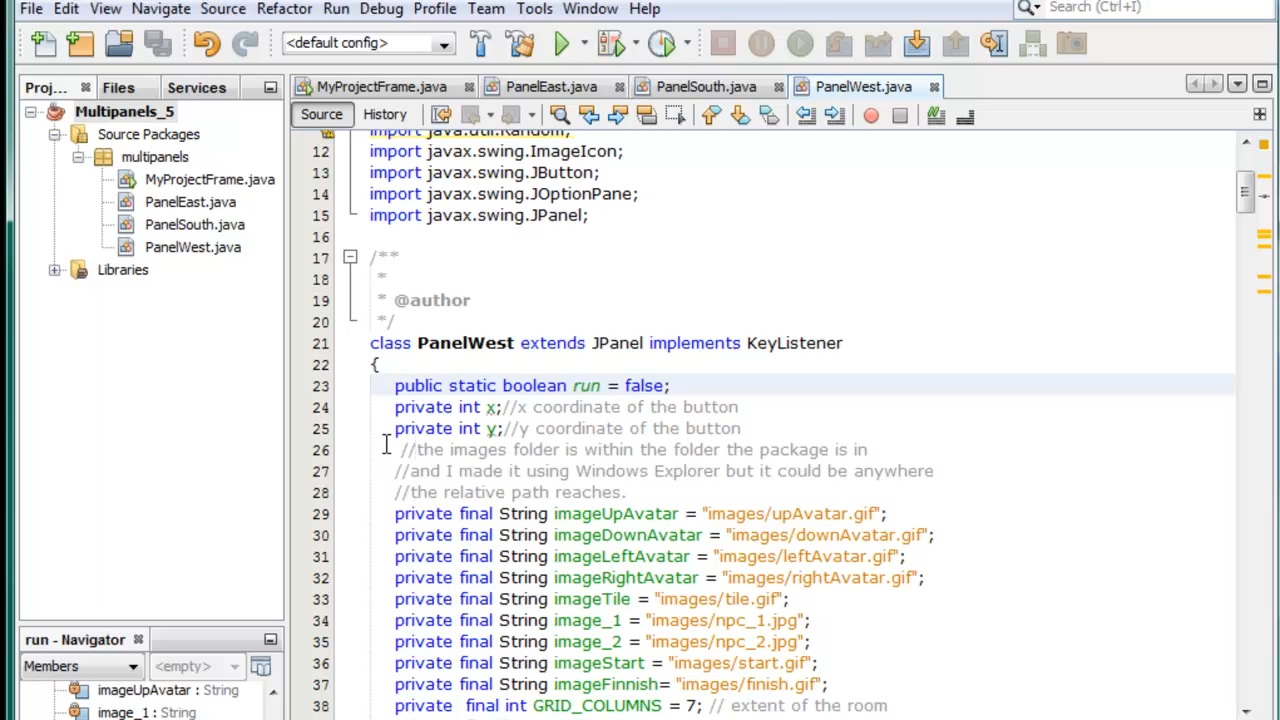 File Edit View Navigate Source Refactor Run Debug Profile Team Tools Window Help
Search (Ctrl+I)
<default config>
Proj... Files Services
MyProjectFrame.java PanelEast.java PanelSouth.java PanelWest.java
Source History
Multipanels_5
Source Packages
multipanels
MyProjectFrame.java
PanelEast.java
PanelSouth.java
PanelWest.java
Libraries
import java.util.Random;
12 import javax.swing.ImageIcon;
13 import javax.swing.JButton;
14 import javax.swing.JOptionPane;
15 import javax.swing.JPanel;
16
17 /**
18 *
19 * @author
20 */
21 class PanelWest extends JPanel implements KeyListener
22 {
23 public static boolean run = false;
24 private int x;//x coordinate of the button
25 private int y;//y coordinate of the button
26 //the images folder is within the folder the package is in
27 //and I made it using Windows Explorer but it could be anywhere
28 //the relative path reaches.
29 private final String imageUpAvatar = "images/upAvatar.gif";
30 private final String imageDownAvatar = "images/downAvatar.gif";
31 private final String imageLeftAvatar = "images/leftAvatar.gif";
32 private final String imageRightAvatar = "images/rightAvatar.gif";
33 private final String imageTile = "images/tile.gif";
34 private final String image_1 = "images/npc_1.jpg";
35 private final String image_2 = "images/npc_2.jpg";
36 private final String imageStart = "images/start.gif";
37 private final String imageFinnish= "images/finish.gif";
38 private final int GRID_COLUMNS = 7; // extent of the room
run - Navigator
Members <empty>
imageUpAvatar : String
image_1 : String